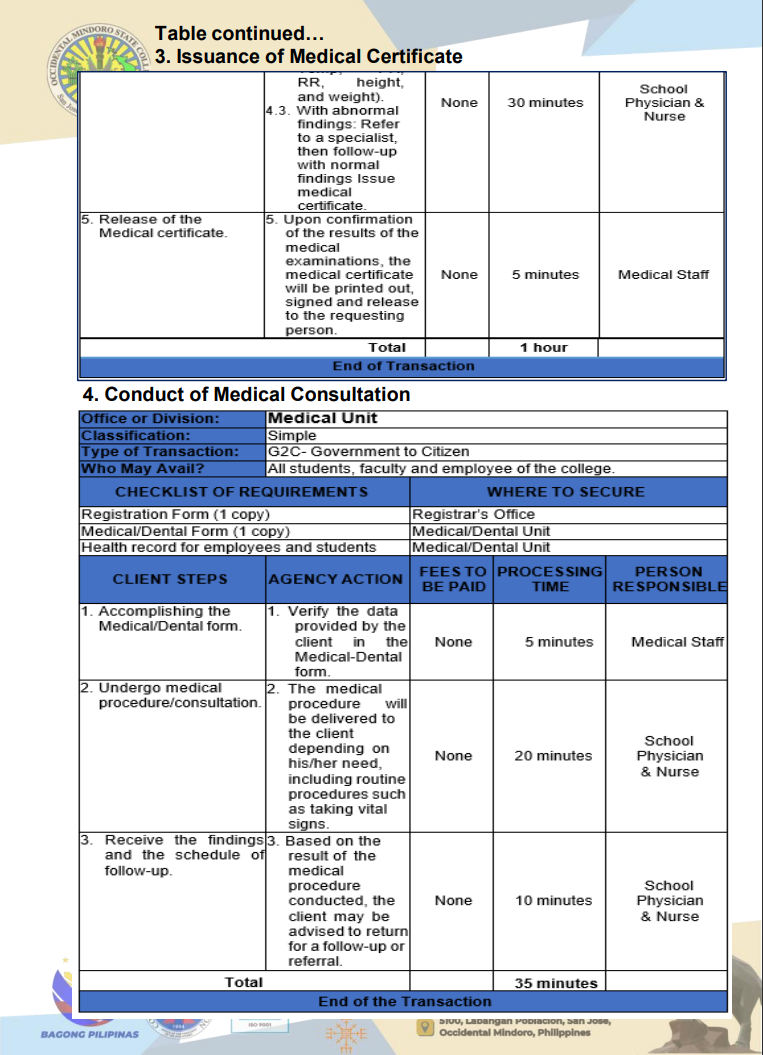 Table continued…
3. Issuance of Medical Certificate
OCCIDENTAL MINDORO STATE
RR, height,
and weight).
4.3. With abnormal
findings: Refer
to a specialist,
then follow-up
with normal
findings Issue
medical
certificate.
None
30 minutes
School
Physician &
Nurse
5. Release of the
Medical certificate.
5. Upon confirmation
of the results of the
medical
examinations, the
medical certificate
will be printed out,
signed and release
to the requesting
person.
None
5 minutes
Medical Staff
Total
1 hour
End of Transaction
4. Conduct of Medical Consultation
Office or Division:
Medical Unit
Classification:
Simple
Type of Transaction:
G2C- Government to Citizen
Who May Avail?
All students, faculty and employee of the college.
CHECKLIST OF REQUIREMENTS
WHERE TO SECURE
Registration Form (1 copy)
Registrar's Office
Medical/Dental Form (1 copy)
Medical/Dental Unit
Health record for employees and students
Medical/Dental Unit
CLIENT STEPS
AGENCY ACTION
FEES TO
BE PAID
PROCESSING
TIME
PERSON
RESPONSIBLE
1. Accomplishing the
Medical/Dental form.
1. Verify the data
provided by the
client in the
Medical-Dental
form.
None
5 minutes
Medical Staff
2. Undergo medical
procedure/consultation.
2. The medical
procedure will
be delivered to
the client
depending on
his/her need,
including routine
procedures such
as taking vital
signs.
None
20 minutes
School
Physician
& Nurse
3. Receive the findings
and the schedule of
follow-up.
3. Based on the
result of the
medical
procedure
conducted, the
client may be
advised to return
for a follow-up or
referral.
None
10 minutes
School
Physician
& Nurse
Total
35 minutes
End of the Transaction
BAGONG PILIPINAS
ISO 9001
5100, Labangan Poblacion, San Jose,
Occidental Mindoro, Philippines